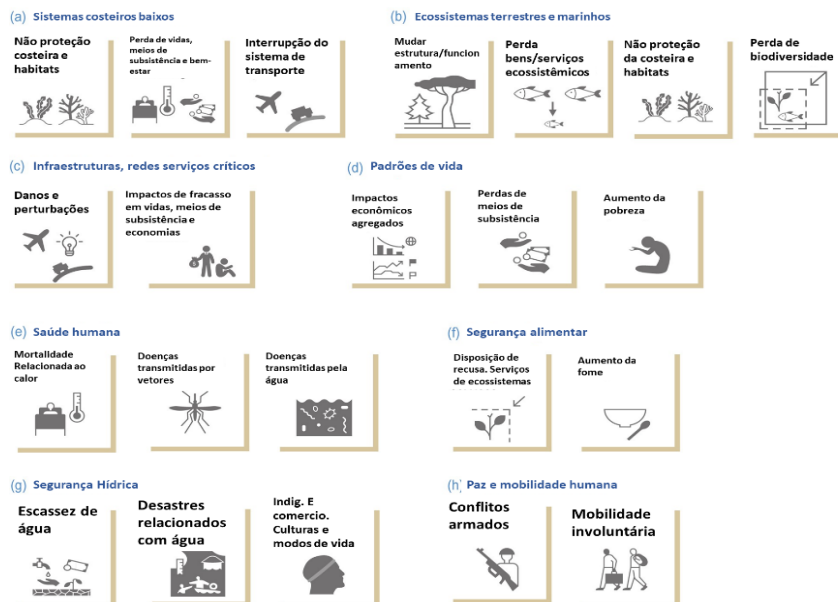 (a) Sistemas costeiros baixos
Não proteção
costeira e
habitats
Perda de vidas,
meios de
subsistência e bem-
estar
Interrupção do
sistema de
transporte
(b) Ecossistemas terrestres e marinhos
Mudar
estrutura/funcion
amento
Perda
bens/serviços
ecossistêmicos
Não proteção
da costeira e
habitats
Perda de
biodiversidade
(c) Infraestruturas, redes serviços críticos
Danos e
perturbações
Impactos de fracasso
em vidas, meios de
subsistência e
economias
(d) Padrões de vida
Impactos
econômicos
agregados
Perdas de
meios de
subsistência
Aumento da
pobreza
(e) Saúde humana
Mortalidade
Relacionada ao
calor
Doenças
transmitidas por
vetores
Doenças
transmitidas pela
água
(f) Segurança alimentar
Disposição de
recusa. Serviços
de ecossistemas
Aumento da
fome
(g) Segurança Hídrica
Escassez de
água
Desastres
relacionados
com água
Indig. E
comercio.
Culturas e
modos de vida
(h) Paz e mobilidade humana
Conflitos
armados
Mobilidade
involuntária